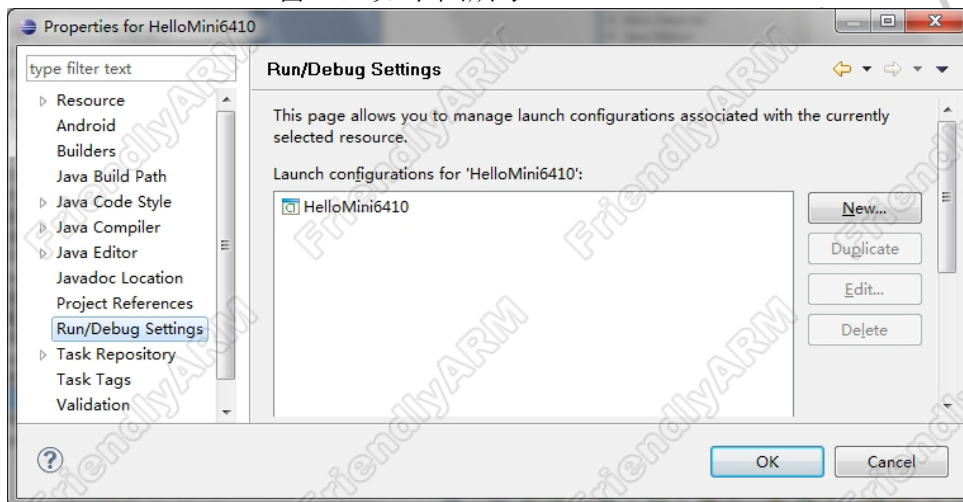 Properties for HelloMini6410
type filter text
Run/Debug Settings
Resource
Android
Builders
Java Build Path
Java Code Style
Java Compiler
Java Editor
Javadoc Location
Project References
Run/Debug Settings
Task Repository
Task Tags
Validation
This page allows you to manage launch configurations associated with the currently
selected resource.
Launch configurations for 'HelloMini6410':
HelloMini6410
New...
Duplicate
Edit...
Delete
OK
Cancel
FriendlyARM